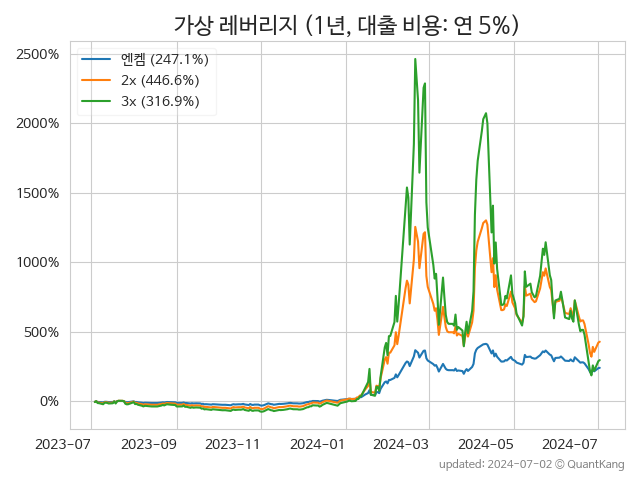 가상 레버리지 (1년, 대출 비용: 연 5%)
엔켐 (247.1%)
2x (446.6%)
3x (316.9%)
2500%
2000%
1500%
1000%
500%
0%
2023-07 2023-09 2023-11 2024-01 2024-03 2024-05 2024-07
updated: 2024-07-02 © QuantKang